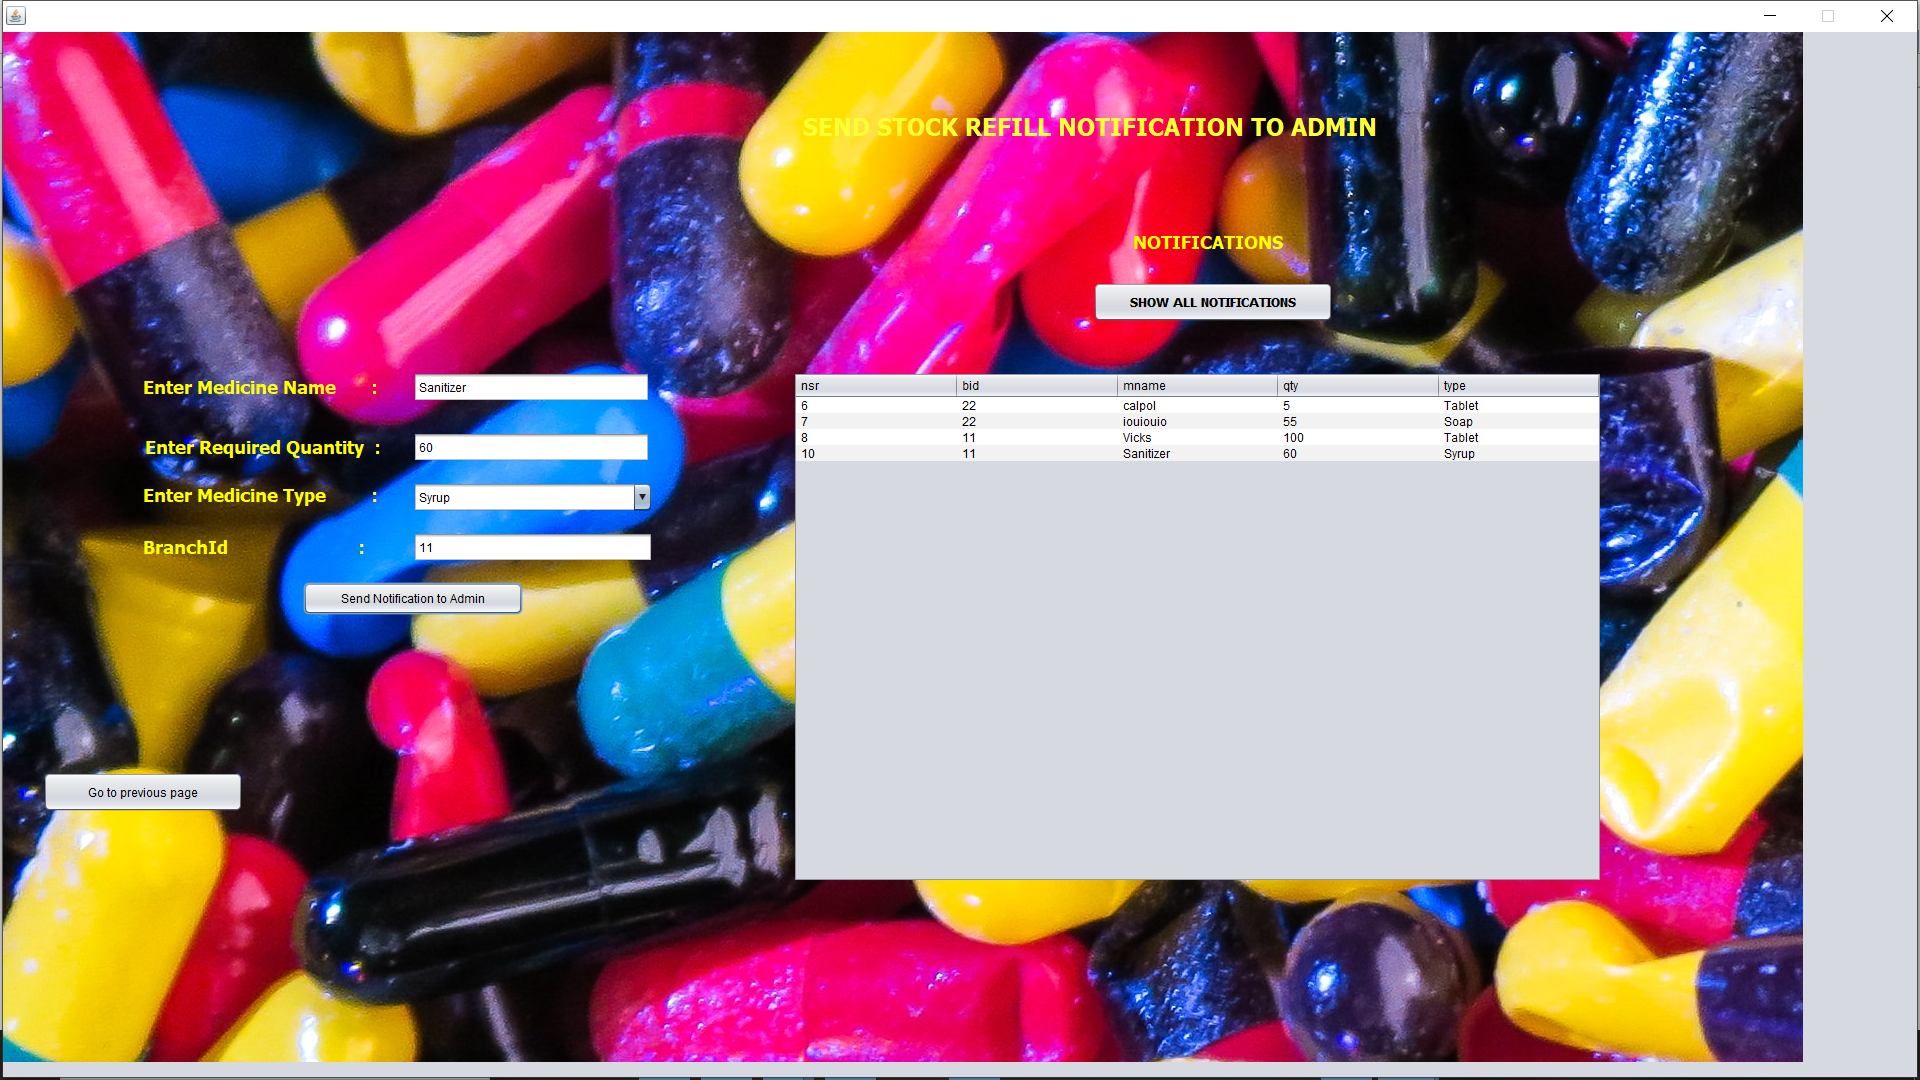 SEND STOCK REFILL NOTIFICATION TO ADMIN
NOTIFICATIONS
SHOW ALL NOTIFICATIONS
Enter Medicine Name : Sanitizer
Enter Required Quantity : 60
Enter Medicine Type : Syrup
BranchId : 11
Send Notification to Admin
Go to previous page
nsr bid mname qty type
6 22 calpol 5 Tablet
7 22 iouiouio 55 Soap
8 11 Vicks 100 Tablet
10 11 Sanitizer 60 Syrup